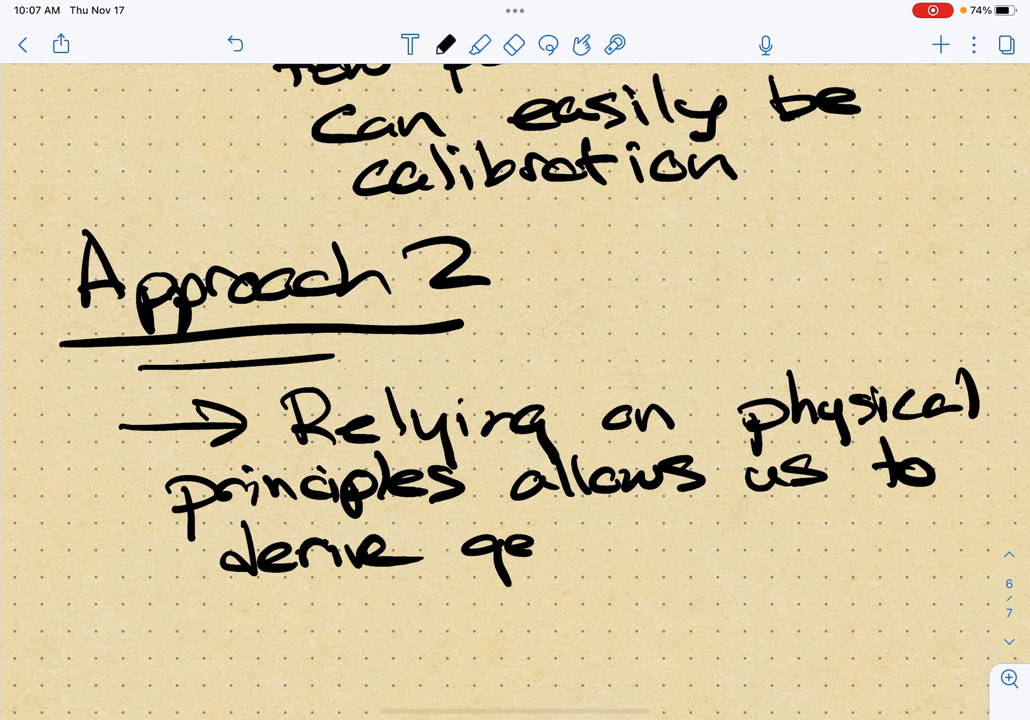 10:07 AM Thu Nov 17
74%
T
can easily be
calibration
Approach 2
→ Relying on physical
principles allows us to
derive qe
6
/
7